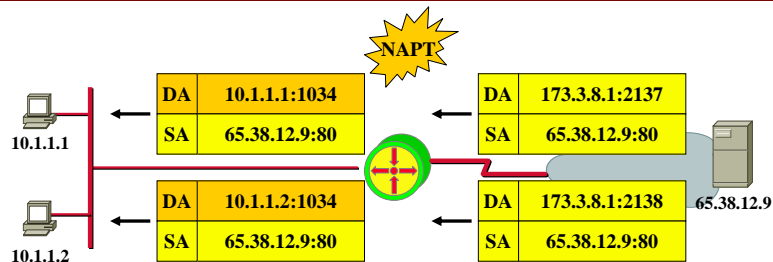 NAPT
DA 10.1.1.1:1034
SA 65.38.12.9:80
DA 173.3.8.1:2137
SA 65.38.12.9:80
10.1.1.1
DA 10.1.1.2:1034
SA 65.38.12.9:80
DA 173.3.8.1:2138
SA 65.38.12.9:80
65.38.12.9
10.1.1.2